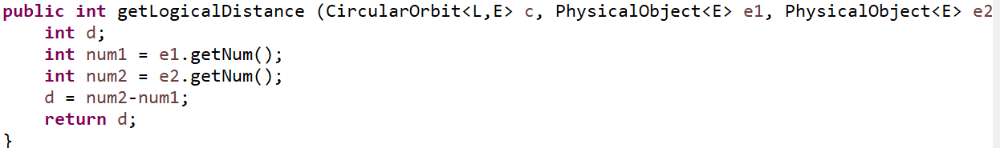 public int getLogicalDistance (CircularOrbit<L,E> c, PhysicalObject<E> e1, PhysicalObject<E> e2
    int d;
    int num1 = e1.getNum();
    int num2 = e2.getNum();
    d = num2-num1;
    return d;
}